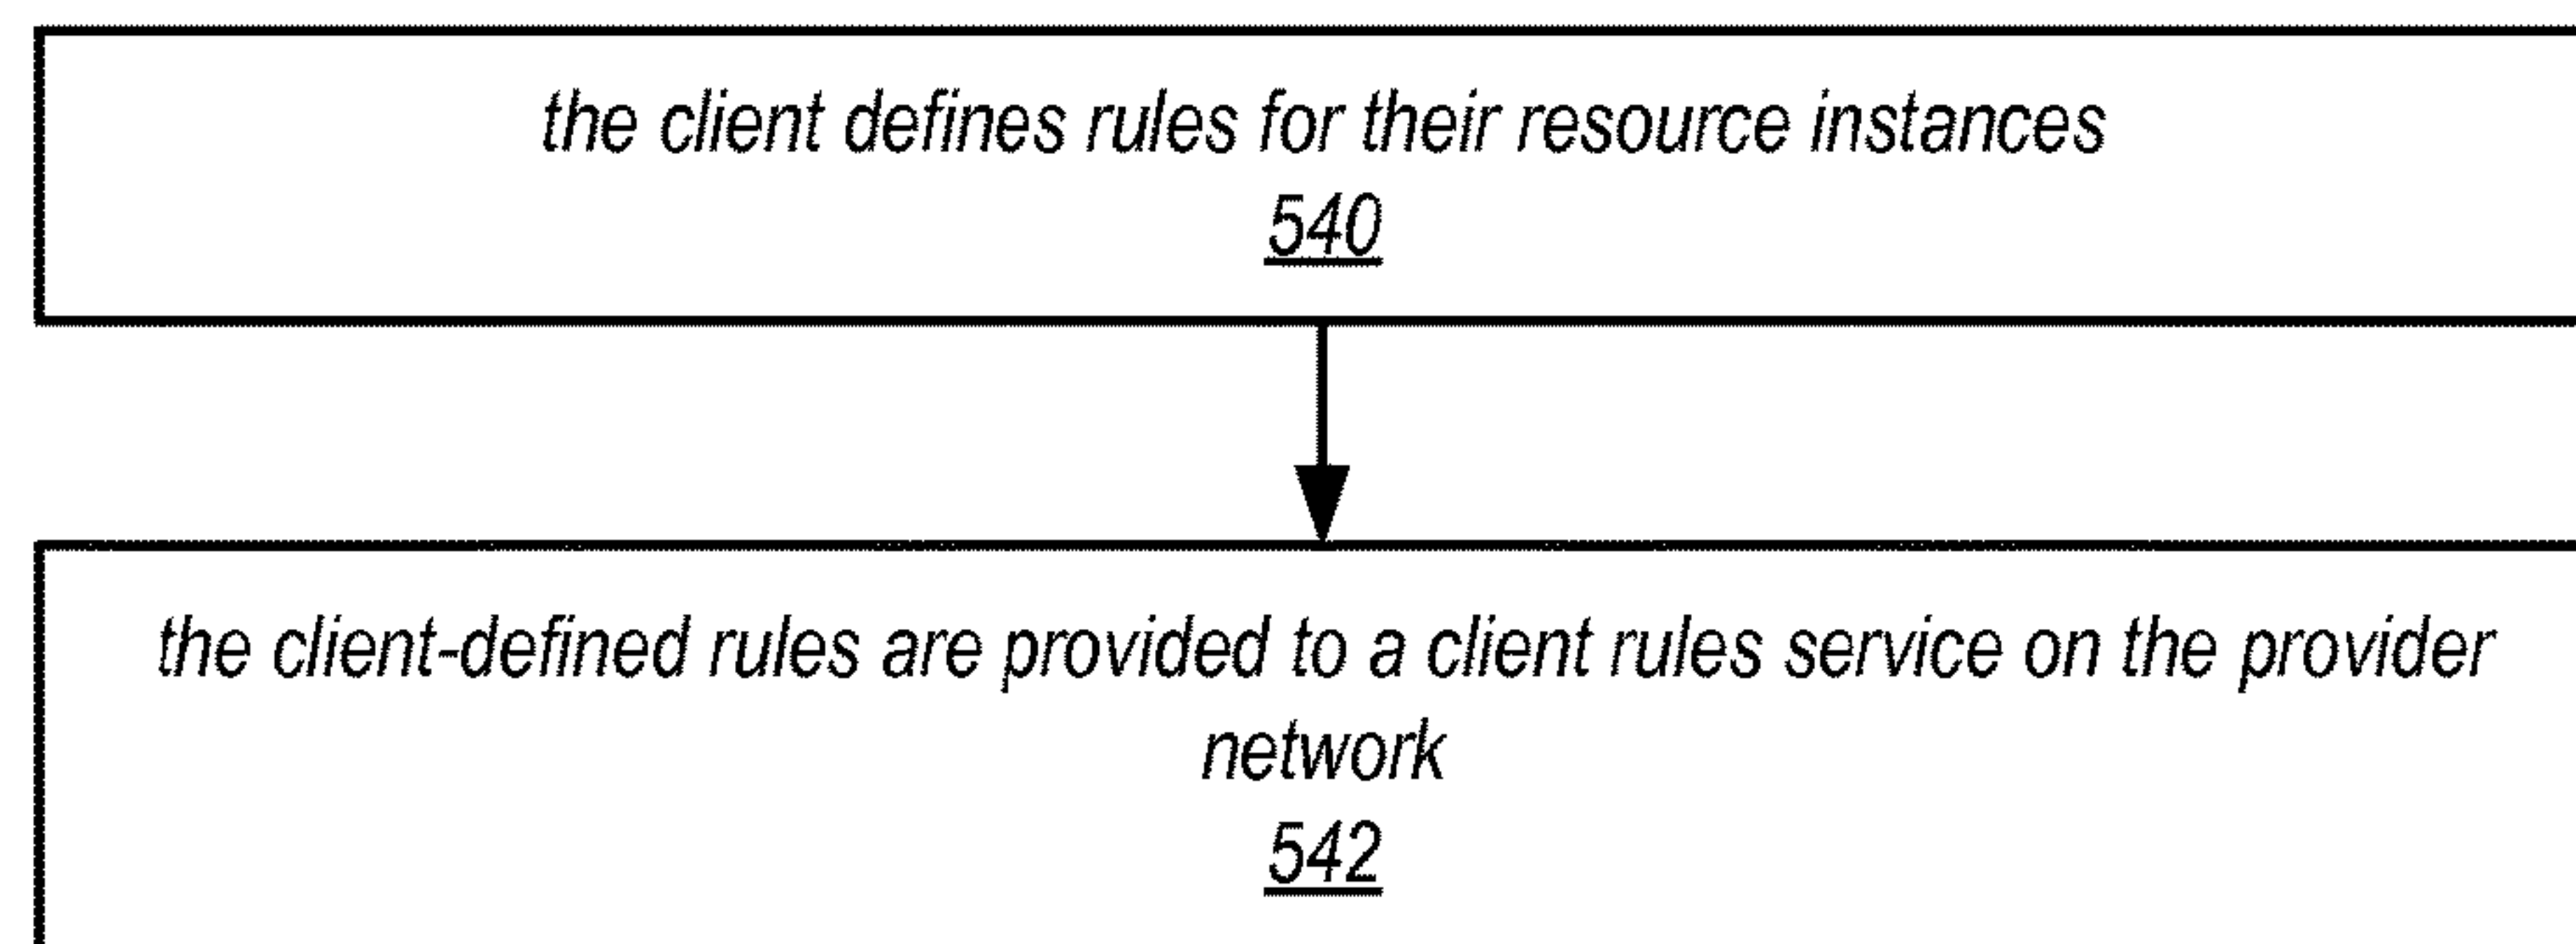 the client defines rules for their resource instances
540
the client-defined rules are provided to a client rules service on the provider
network
542